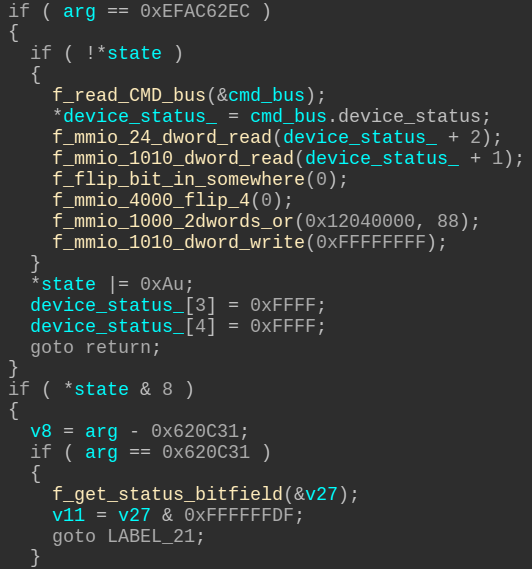 if ( arg == 0xEFAC62EC )
{
  if ( !*state )
  {
    f_read_CMD_bus(&cmd_bus);
    *device_status_ = cmd_bus.device_status;
    f_mmio_24_dword_read(device_status_ + 2);
    f_mmio_1010_dword_read(device_status_ + 1);
    f_flip_bit_in_somewhere(0);
    f_mmio_4000_flip_4(0);
    f_mmio_1000_2dwords_or(0x12040000, 88);
    f_mmio_1010_dword_write(0xFFFFFFFF);
  }
  *state |= 0xAu;
  device_status_[3] = 0xFFFF;
  device_status_[4] = 0xFFFF;
  goto return;
}
if ( *state & 8 )
{
  v8 = arg - 0x620C31;
  if ( arg == 0x620C31 )
  {
    f_get_status_bitfield(&v27);
    v11 = v27 & 0xFFFFFFDF;
    goto LABEL_21;
  }